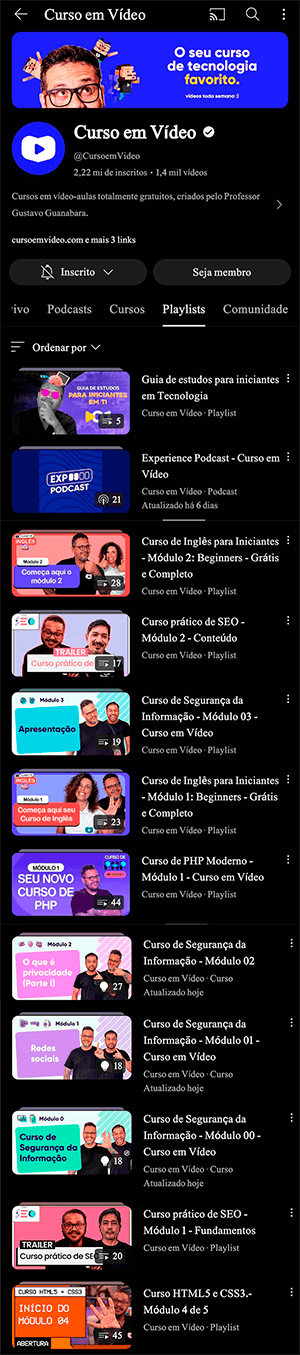 Curso em Vídeo
O seu curso
de tecnologia
favorito.
vídeos toda semana ;)
Curso em Vídeo
@CursoemVideo
2,22 mi de inscritos • 1,4 mil vídeos
Cursos em vídeo-aulas totalmente gratuitos, criados pelo Professor
Gustavo Guanabara.
cursoemvideo.com e mais 3 links
Inscrito
Seja membro
ivo Podcasts Cursos Playlists Comunidade
Ordenar por
GUIA DE ESTUDOS
PARA INICIANTES
EM TI
5
Guia de estudos para iniciantes
em Tecnologia
Curso em Vídeo · Playlist
EXP
PODCAST
21
Experience Podcast - Curso em
Vídeo
Curso em Vídeo · Podcast
Atualizado há 6 dias
INGLÊS
Módulo 2
Começa aqui o
módulo 2
28
Curso de Inglês para Iniciantes
- Módulo 2: Beginners - Grátis
e Completo
Curso em Vídeo · Playlist
TRAILER
Curso prático de
17
Curso prático de SEO -
Módulo 2 - Conteúdo
Curso em Vídeo · Playlist
Módulo 3
Apresentação
19
Curso de Segurança da
Informação - Módulo 03 -
Curso em Vídeo
Curso em Vídeo · Playlist
INGLÊS
Módulo 1
Começa aqui seu
Curso de Inglês
23
Curso de Inglês para Iniciantes
- Módulo 1: Beginners - Grátis
e Completo
Curso em Vídeo · Playlist
MÓDULO 1
SEU NOVO
CURSO DE
PHP
44
Curso de PHP Moderno -
Módulo 1 - Curso em Vídeo
Curso em Vídeo · Playlist
Módulo 2
O que é
privacidade
(Parte I)
27
Curso de Segurança da
Informação - Módulo 02
Curso em Vídeo · Curso
Atualizado hoje
Módulo 1
Redes
sociais
18
Curso de Segurança da
Informação - Módulo 01 -
Curso em Vídeo
Curso em Vídeo · Curso
Atualizado hoje
Módulo 0
Curso de
Segurança da
Informação
18
Curso de Segurança da
Informação - Módulo 00 -
Curso em Vídeo
Curso em Vídeo · Curso
Atualizado hoje
TRAILER
Curso prático de SE
20
Curso prático de SEO -
Módulo 1 - Fundamentos
Curso em Vídeo · Playlist
CURSO HTML5 + CSS3
INÍCIO DO
MÓDULO 04
ABERTURA
45
Curso HTML5 e CSS3.-
Módulo 4 de 5
Curso em Vídeo · Playlist